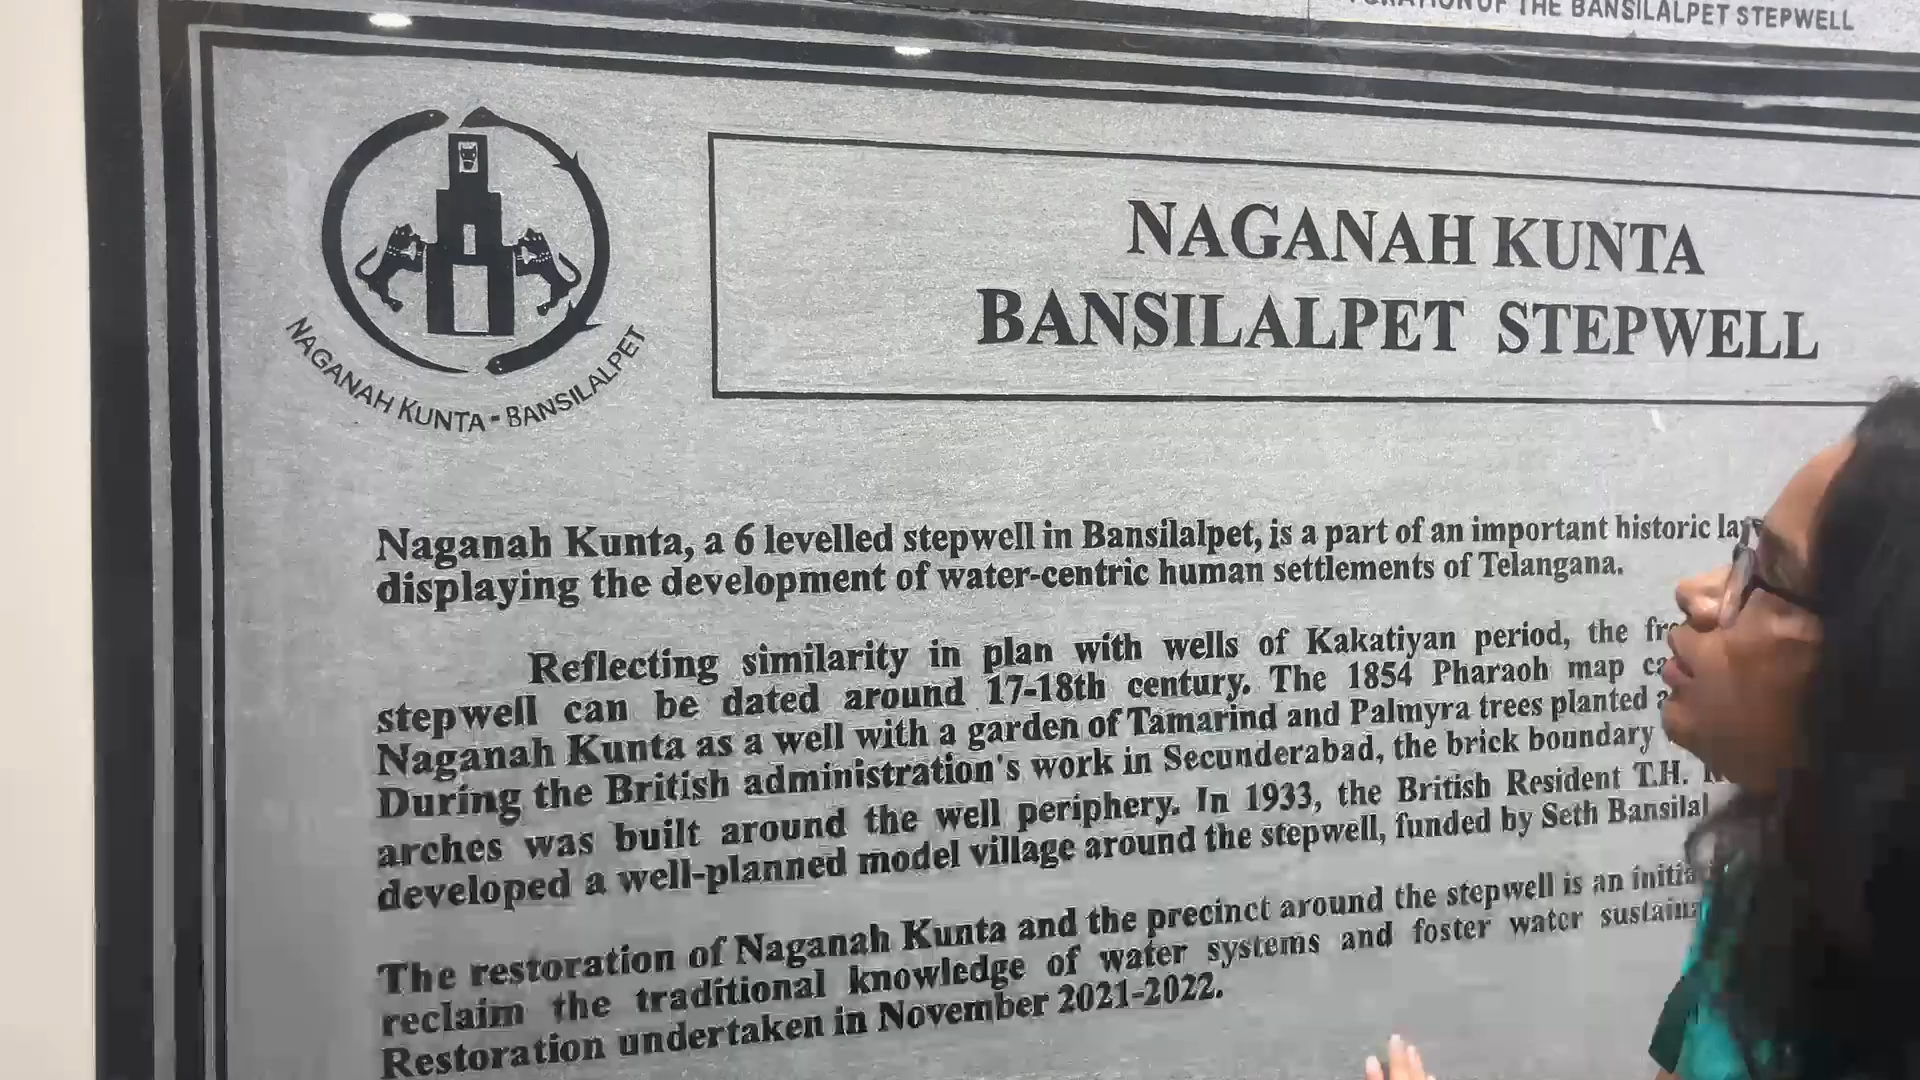 OF THE BANSILALPET STEPWELL
NAGANAH KUNTA - BANSILALPET
NAGANAH KUNTA
BANSILALPET STEPWELL
Naganah Kunta, a 6 levelled stepwell in Bansilalpet, is a part of an important historic
displaying the development of water-centric human settlements of Telangana.
Reflecting similarity in plan with wells of Kakatiyan period, the
stepwell can be dated around 17-18th century. The 1854 Pharaoh map
Naganah Kunta as a well with a garden of Tamarind and Palmyra trees planted
During the British administration's work in Secunderabad, the brick boundary
arches was built around the well periphery. In 1933, the British Resident T.H.
developed a well-planned model village around the stepwell, funded by Seth Bansilal
The restoration of Naganah Kunta and the precinct around the stepwell is an
reclaim the traditional knowledge of water systems and foster water
Restoration undertaken in November 2021-2022.